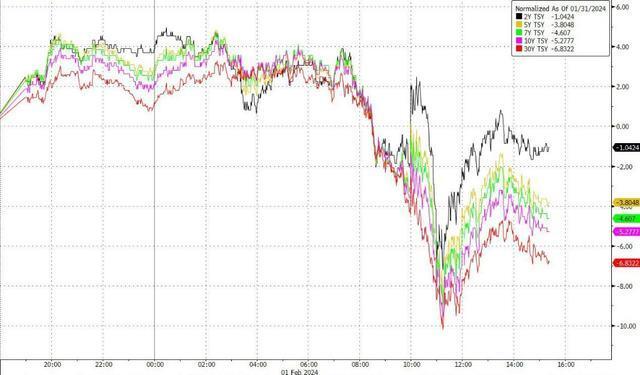 Normalized As Of 01/31/2024
2Y TSY -1.0424
5Y TSY -3.8048
7Y TSY -4.607
10Y TSY -5.2777
30Y TSY -6.8322
6.00
4.00
2.00
0.00
-1.0424
-3.8048
-4.607
-5.2777
-6.00
-6.8322
-8.00
-10.00
20:00 22:00 00:00 02:00 04:00 06:00 08:00 10:00 12:00 14:00 16:00
01 Feb 2024